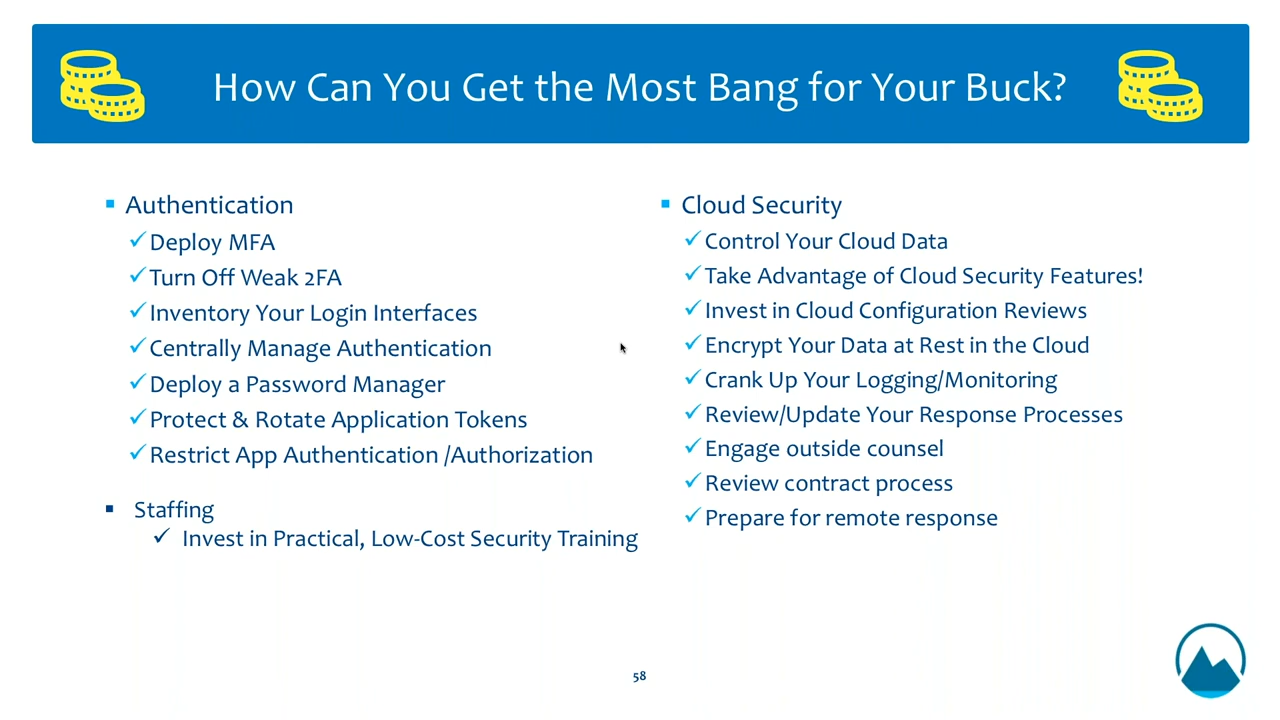 How Can You Get the Most Bang for Your Buck?
Authentication
Deploy MFA
Turn Off Weak 2FA
Inventory Your Login Interfaces
Centrally Manage Authentication
Deploy a Password Manager
Protect & Rotate Application Tokens
Restrict App Authentication /Authorization
Staffing
Invest in Practical, Low-Cost Security Training
Cloud Security
Control Your Cloud Data
Take Advantage of Cloud Security Features!
Invest in Cloud Configuration Reviews
Encrypt Your Data at Rest in the Cloud
Crank Up Your Logging/Monitoring
Review/Update Your Response Processes
Engage outside counsel
Review contract process
Prepare for remote response
58